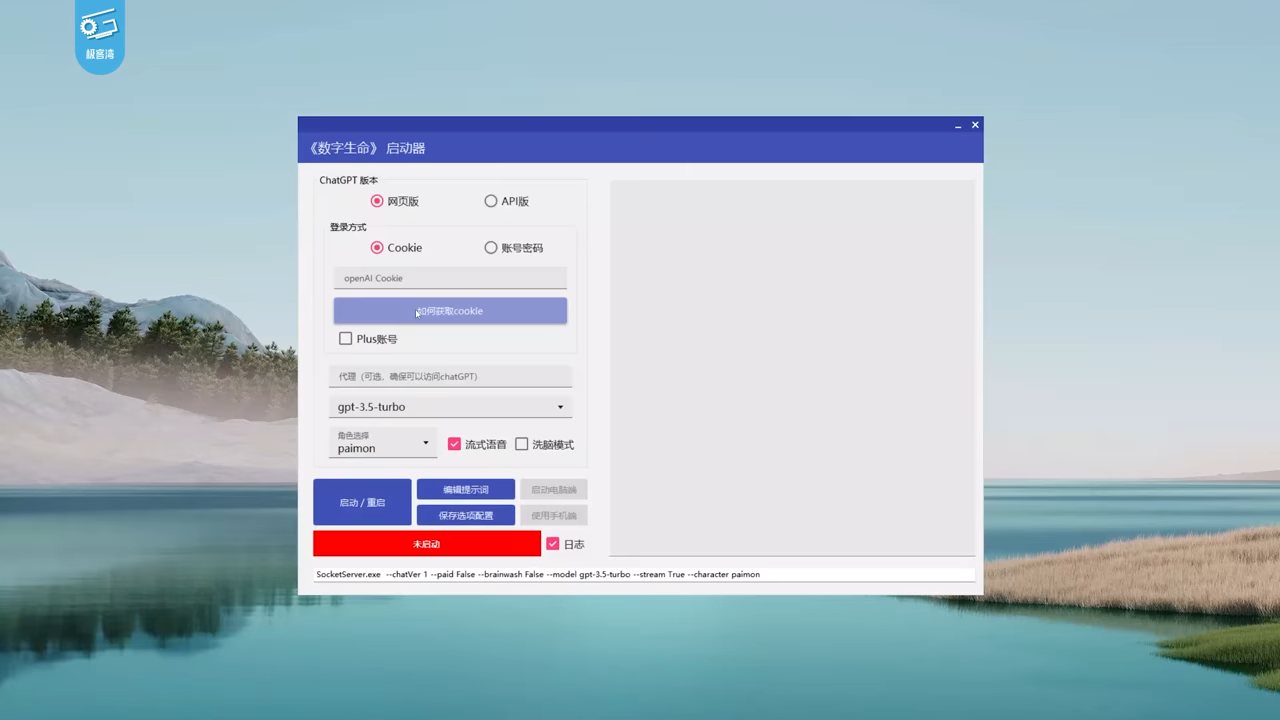 极客湾
《数字生命》 启动器
ChatGPT 版本
网页版
API版
登录方式
Cookie
账号密码
openAI Cookie
如何获取cookie
Plus账号
代理（可选，确保可以访问chatGPT）
gpt-3.5-turbo
角色选择
paimon
流式语音
洗脑模式
启动 / 重启
编辑提示词
启动电脑端
保存选项配置
使用手机端
未启动
日志
SocketServer.exe --chatVer 1 --paid False --brainwash False --model gpt-3.5-turbo --stream True --character paimon